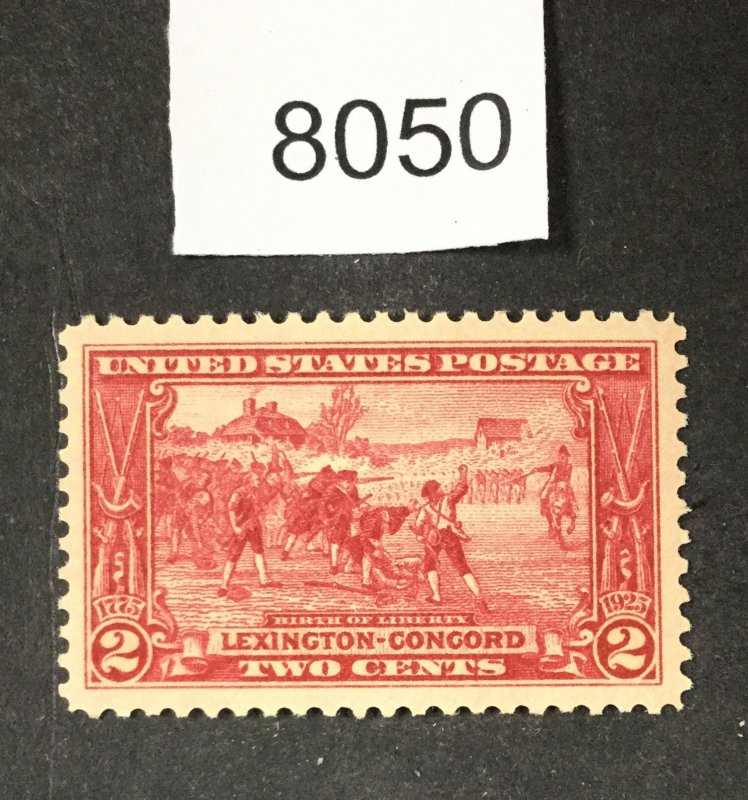 8050
UNITED STATES POSTAGE
1775 1925
BIRTH OF LIBERTY
2 LEXINGTON-CONCORD 2
TWO CENTS